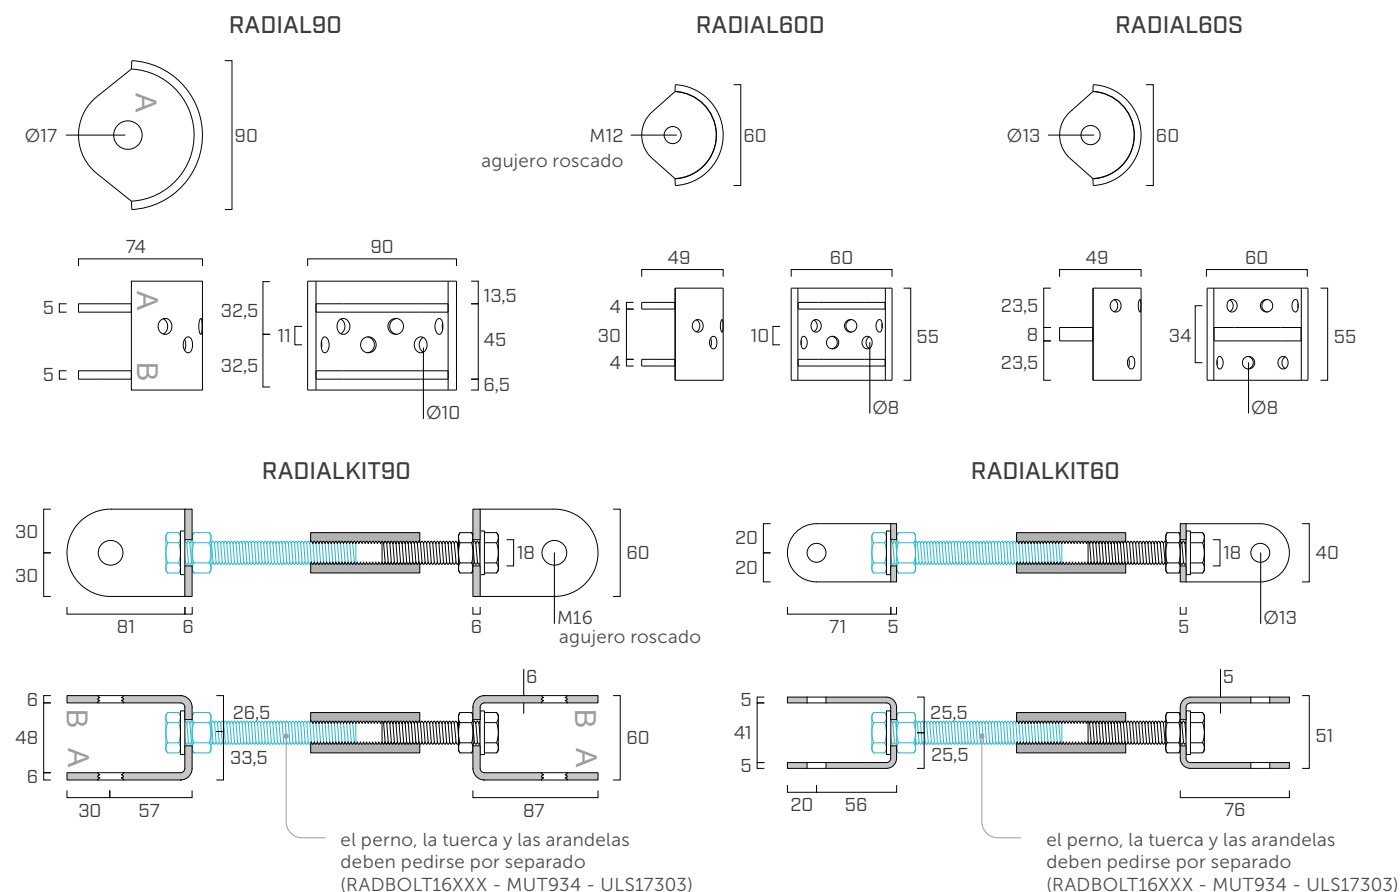 RADIAL90
RADIAL60D
RADIAL60S
A
Ø17
90
M12
agujero roscado
60
Ø13
60
74
90
49
60
49
60
5
5
A
B
32,5
32,5
11
13,5
45
6,5
Ø10
4
30
4
10
55
Ø8
23,5
8
23,5
34
55
Ø8
RADIALKIT90
RADIALKIT60
30
30
18
60
81
6
6
M16
agujero roscado
20
20
18
40
71
5
5
Ø13
6
48
6
B
A
26,5
33,5
6
B
A
60
30
57
87
5
41
5
25,5
25,5
5
51
20
56
76
el perno, la tuerca y las arandelas
deben pedirse por separado
(RADBOLT16XXX - MUT934 - ULS17303)
el perno, la tuerca y las arandelas
deben pedirse por separado
(RADBOLT16XXX - MUT934 - ULS17303)